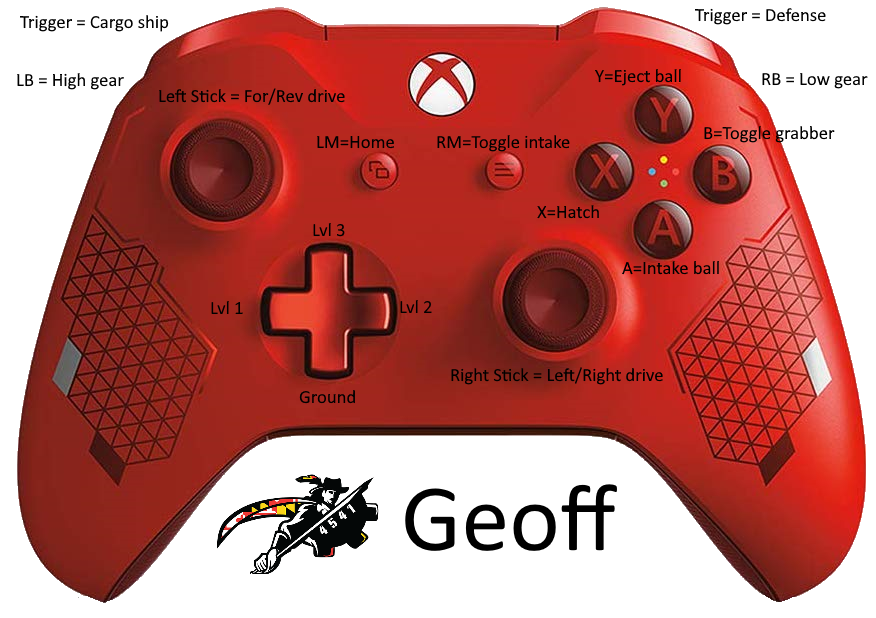 Trigger = Cargo ship
Trigger = Defense
LB = High gear
RB = Low gear
Y=Eject ball
Left Stick = For/Rev drive
Y
B=Toggle grabber
LM=Home
RM=Toggle intake
X
B
X=Hatch
A
Lvl 3
A=Intake ball
Lvl 1
Lvl 2
Right Stick = Left/Right drive
Ground
4541
Geoff